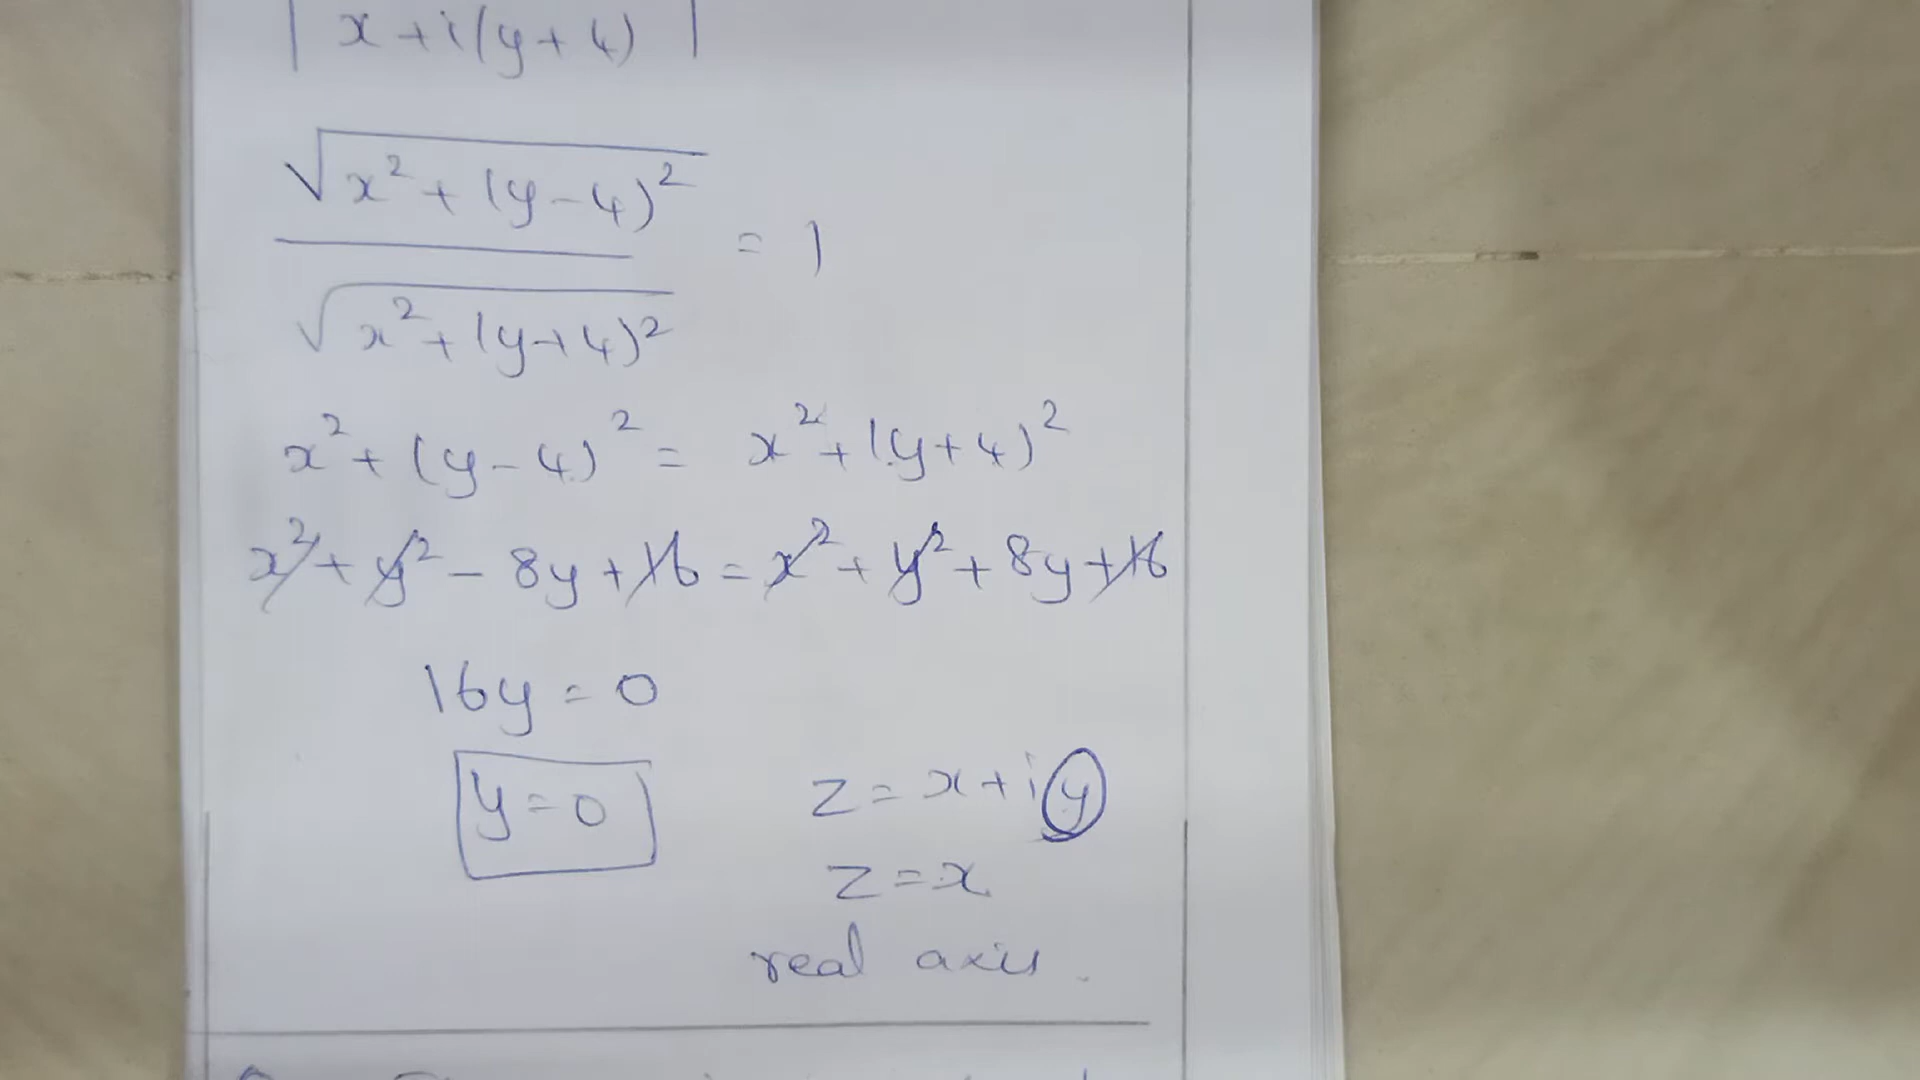 | x + i(y + 4) |
√x² + (y - 4)²
= 1
√x² + (y + 4)²
x² + (y - 4)² = x² + (y + 4)²
x² + y² - 8y + 16 = x² + y² + 8y + 16
16y = 0
y = 0
z = x + iy
z = x
real axis.